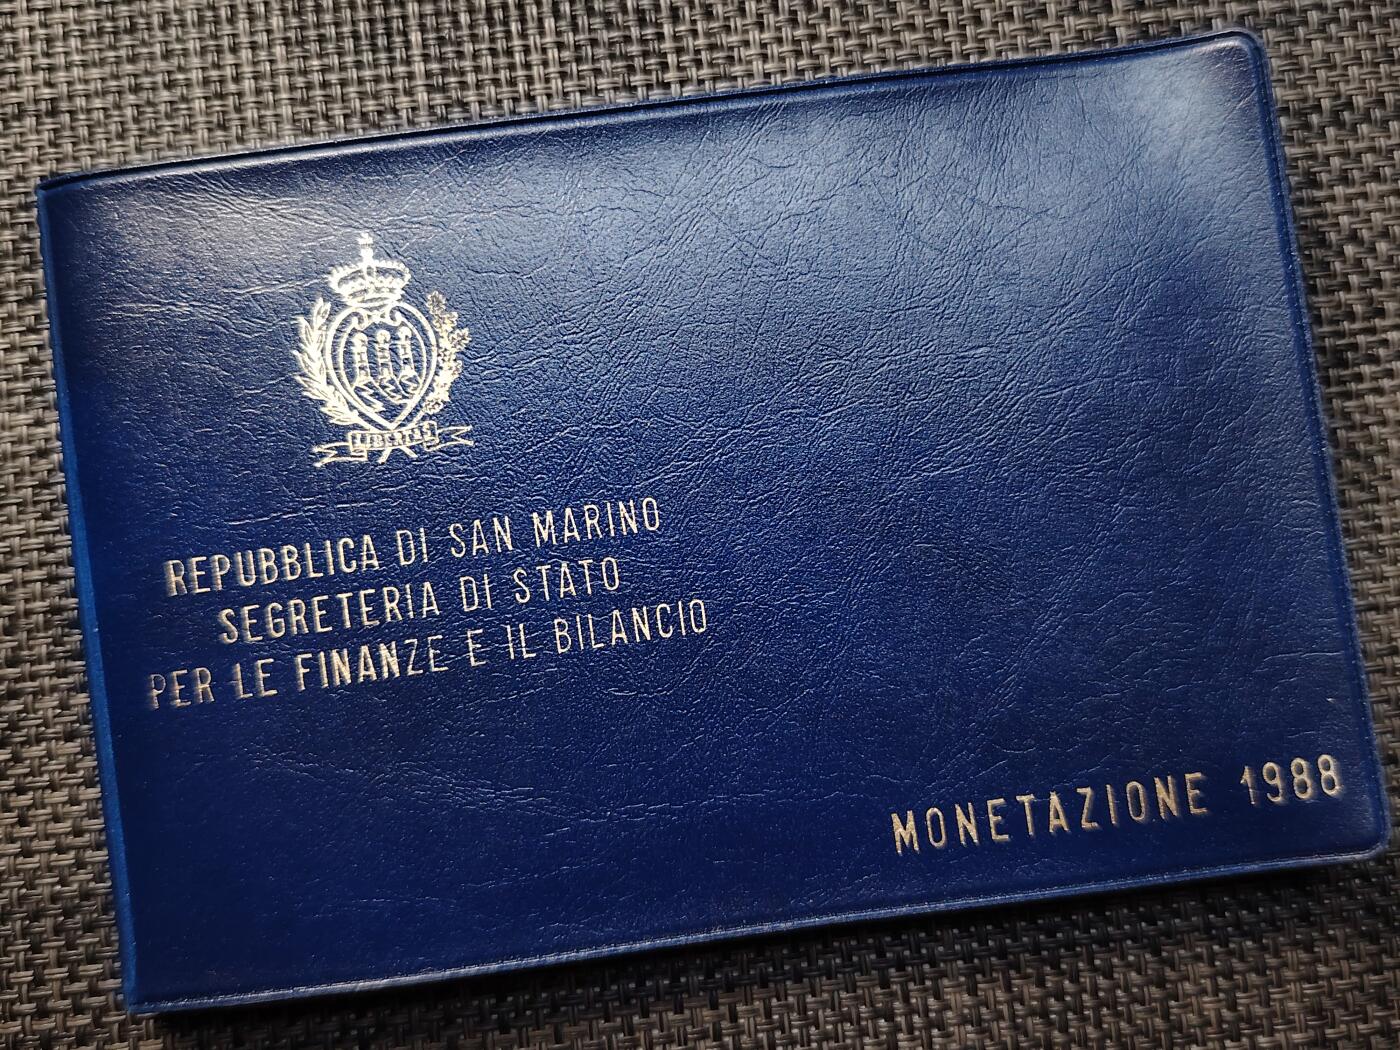 LIBERTAS
REPUBBLICA DI SAN MARINO
SEGRETERIA DI STATO
PER LE FINANZE E IL BILANCIO
MONETAZIONE 1988